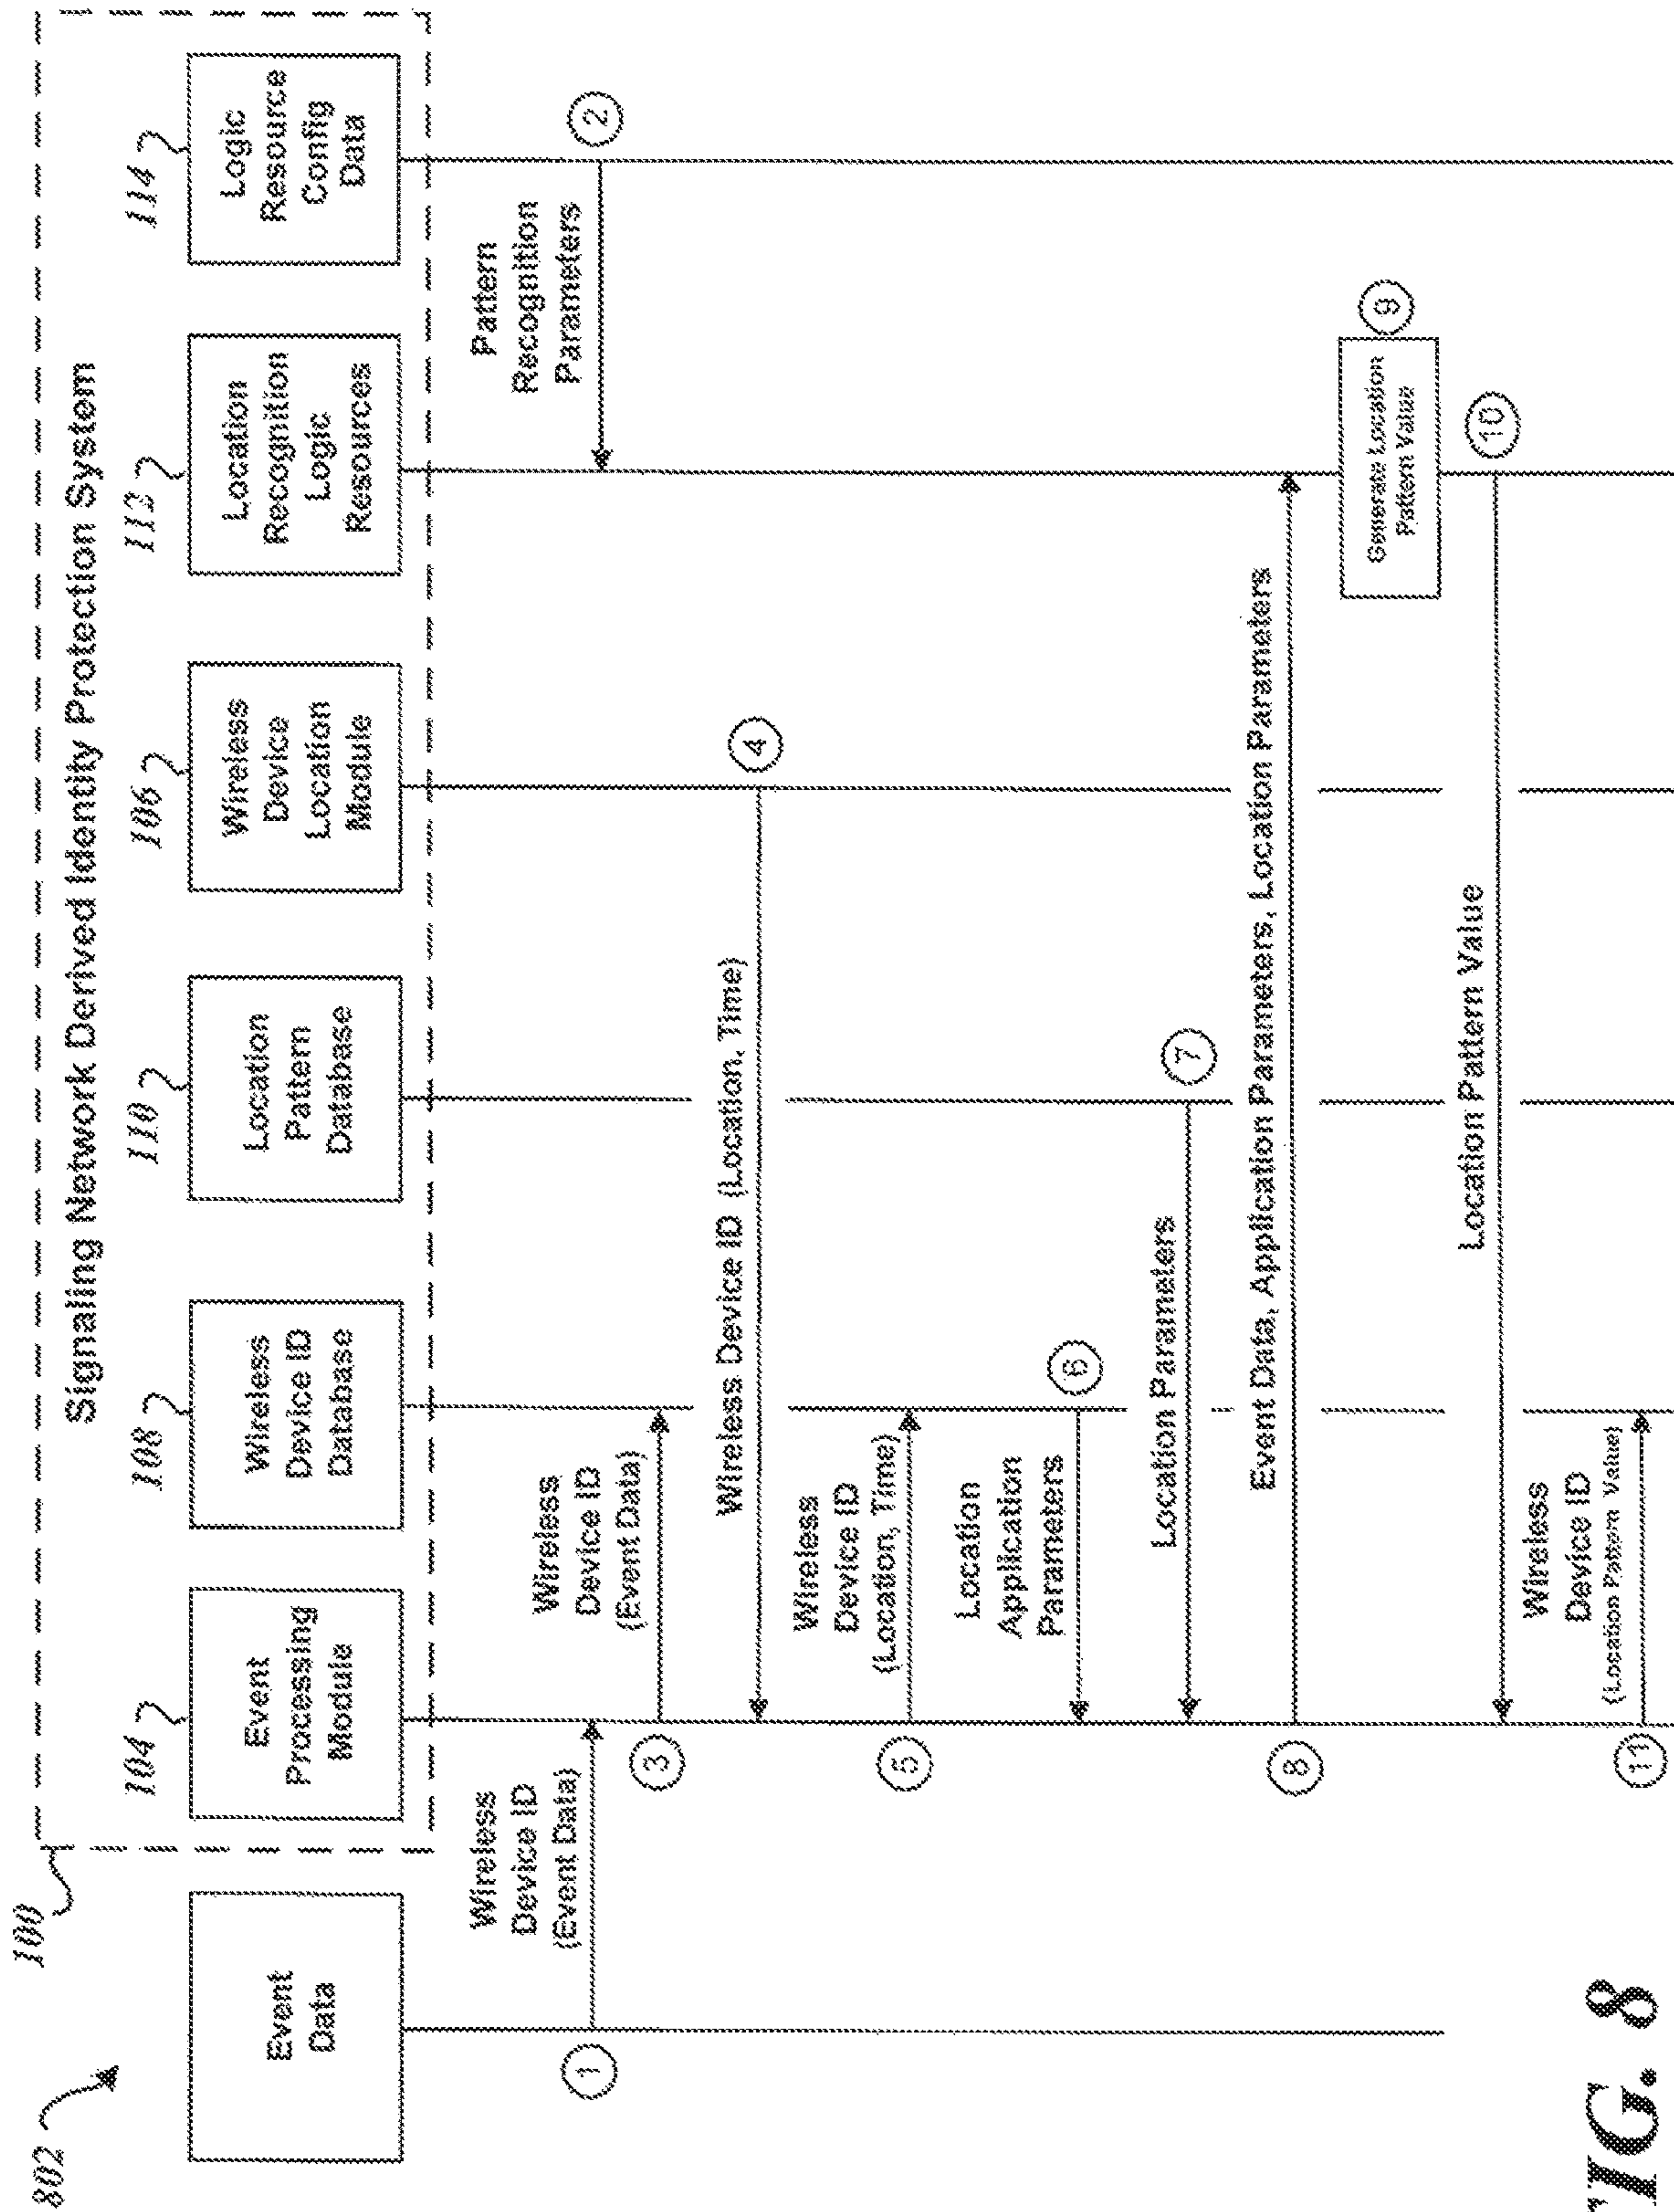 802
100
Signaling Network Derived Identity Protection System
104
108
110
106
112
114
Event
Data
Event
Processing
Module
Wireless
Device ID
Database
Location
Pattern
Database
Wireless
Device
Location
Module
Location
Recognition
Logic
Resources
Logic
Resource
Config
Data
Wireless
Device ID
(Event Data)
1
Pattern
Recognition
Parameters
2
Wireless
Device ID
(Event Data)
3
Wireless Device ID (Location, Time)
4
Wireless
Device ID
(Location, Time)
5
Location
Application
Parameters
6
Location Parameters
7
Event Data, Application Parameters, Location Parameters
8
Generate Location
Pattern Value
9
Location Pattern Value
10
Wireless
Device ID
(Location Pattern Value)
11
FIG. 8